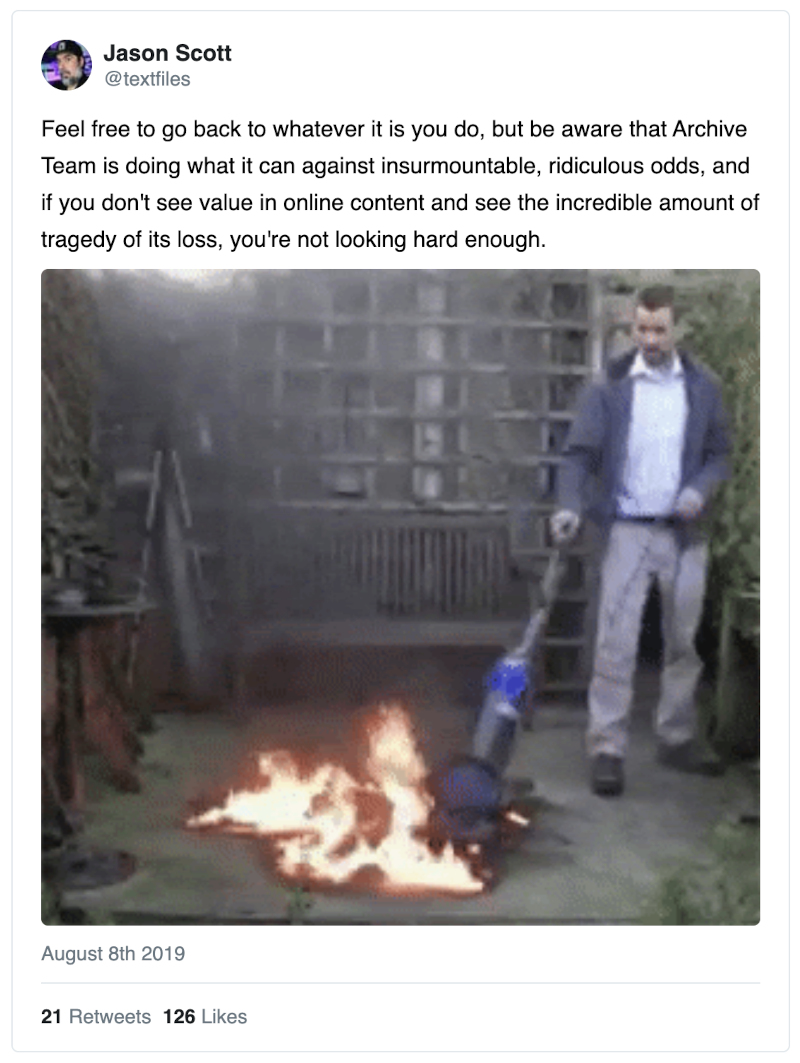 Jason Scott
@textfiles
Feel free to go back to whatever it is you do, but be aware that Archive
Team is doing what it can against insurmountable, ridiculous odds, and
if you don't see value in online content and see the incredible amount of
tragedy of its loss, you're not looking hard enough.
August 8th 2019
21 Retweets 126 Likes